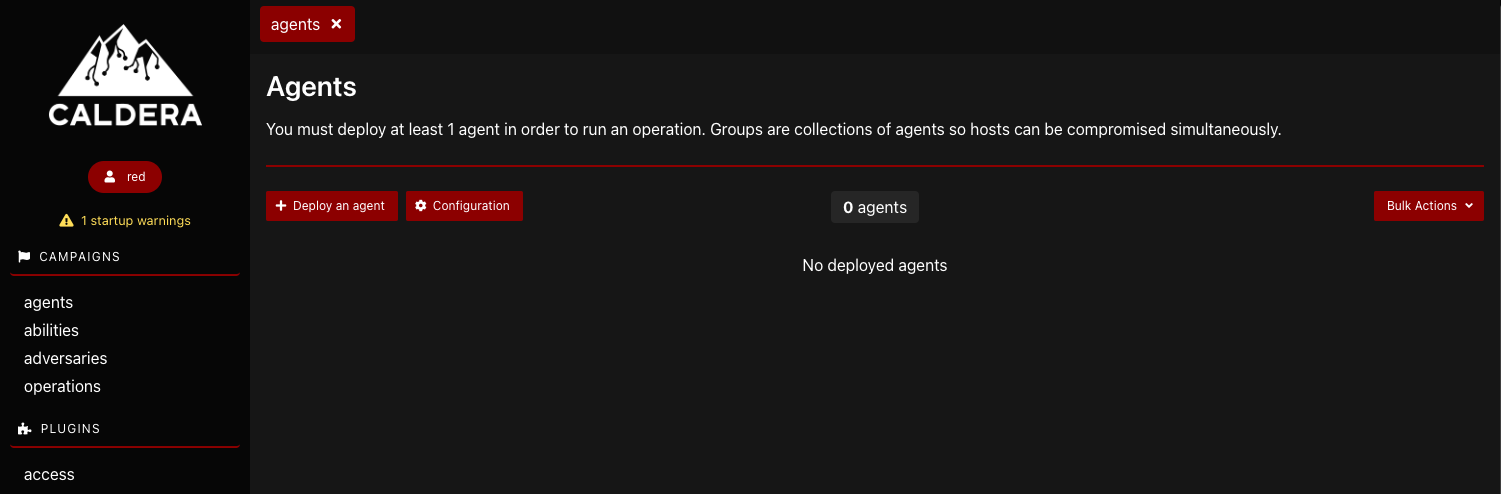 agents
CALDERA
red
1 startup warnings
CAMPAIGNS
agents
abilities
adversaries
operations
PLUGINS
access
Agents
You must deploy at least 1 agent in order to run an operation. Groups are collections of agents so hosts can be compromised simultaneously.
Deploy an agent
Configuration
0 agents
Bulk Actions
No deployed agents